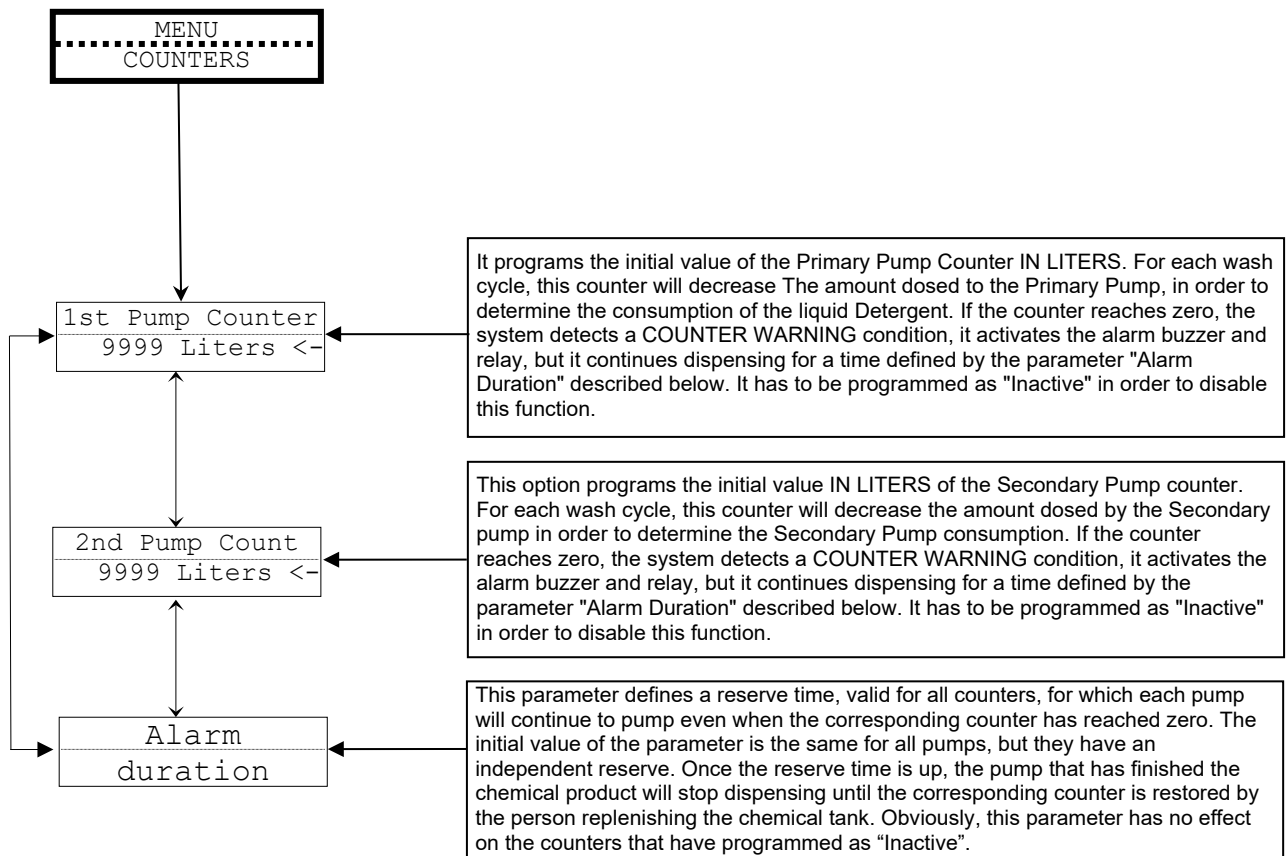 MENU
COUNTERS
1st Pump Counter
9999 Liters <-
It programs the initial value of the Primary Pump Counter IN LITERS. For each wash
cycle, this counter will decrease The amount dosed to the Primary Pump, in order to
determine the consumption of the liquid Detergent. If the counter reaches zero, the
system detects a COUNTER WARNING condition, it activates the alarm buzzer and
relay, but it continues dispensing for a time defined by the parameter "Alarm
Duration" described below. It has to be programmed as "Inactive" in order to disable
this function.
2nd Pump Count
9999 Liters <-
This option programs the initial value IN LITERS of the Secondary Pump counter.
For each wash cycle, this counter will decrease the amount dosed by the Secondary
pump in order to determine the Secondary Pump consumption. If the counter
reaches zero, the system detects a COUNTER WARNING condition, it activates the
alarm buzzer and relay, but it continues dispensing for a time defined by the
parameter "Alarm Duration" described below. It has to be programmed as "Inactive"
in order to disable this function.
Alarm
duration
This parameter defines a reserve time, valid for all counters, for which each pump
will continue to pump even when the corresponding counter has reached zero. The
initial value of the parameter is the same for all pumps, but they have an
independent reserve. Once the reserve time is up, the pump that has finished the
chemical product will stop dispensing until the corresponding counter is restored by
the person replenishing the chemical tank. Obviously, this parameter has no effect
on the counters that have programmed as “Inactive”.